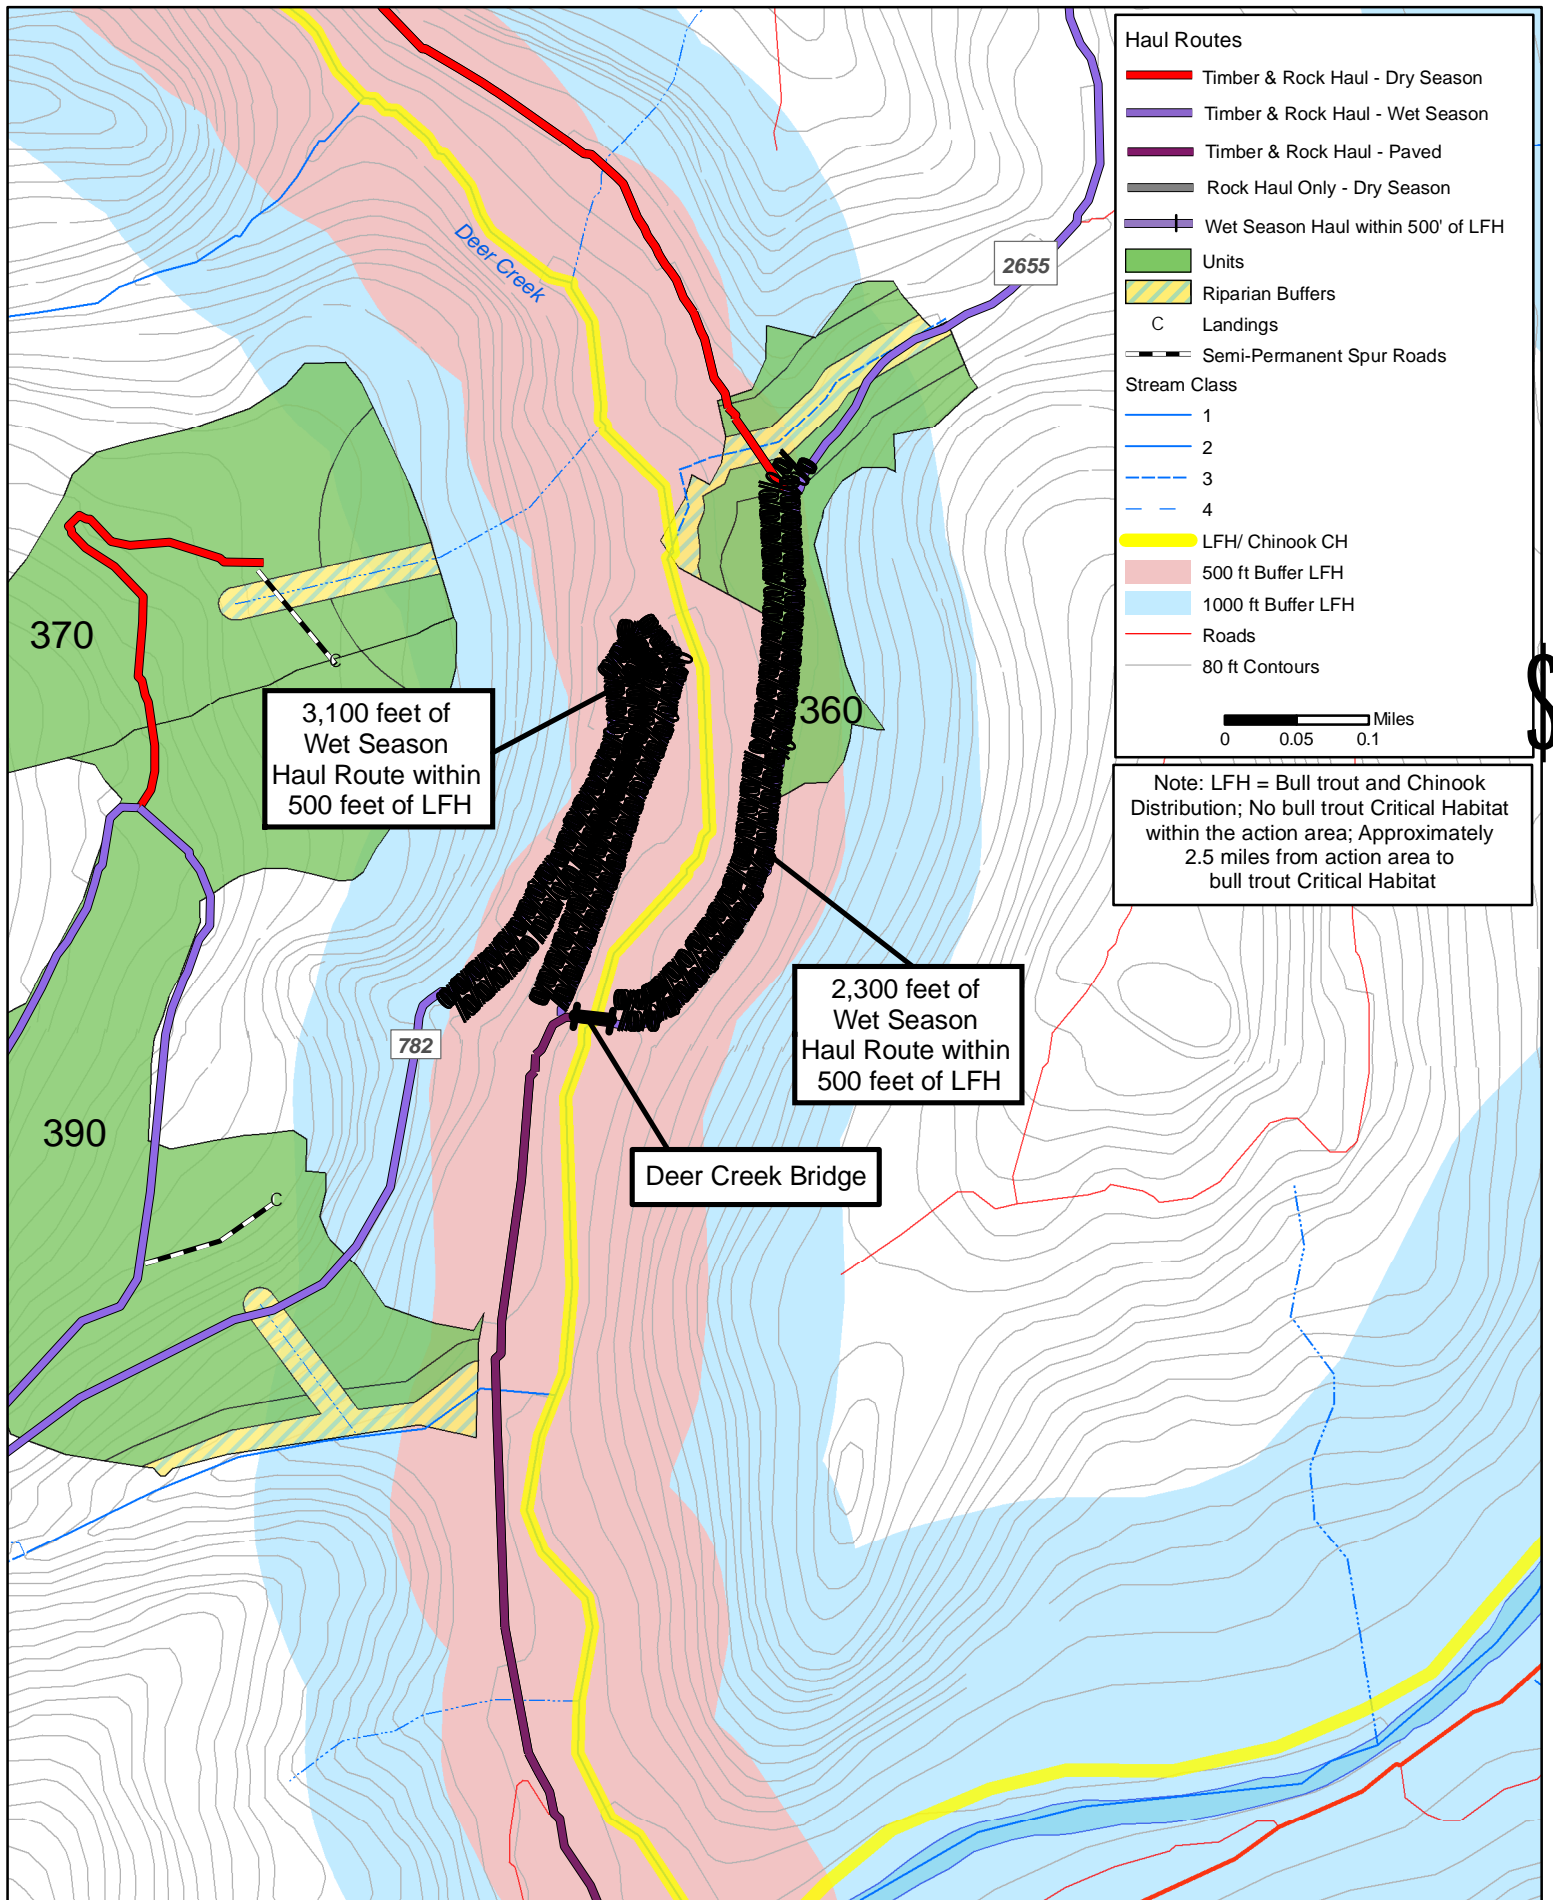 Haul Routes
Timber & Rock Haul - Dry Season
Timber & Rock Haul - Wet Season
Timber & Rock Haul - Paved
Rock Haul Only - Dry Season
Wet Season Haul within 500' of LFH
Units
Riparian Buffers
C Landings
Semi-Permanent Spur Roads
Stream Class
1
2
3
4
LFH/ Chinook CH
500 ft Buffer LFH
1000 ft Buffer LFH
Roads
80 ft Contours
Miles
0 0.05 0.1
$
Note: LFH = Bull trout and Chinook
Distribution; No bull trout Critical Habitat
within the action area; Approximately
2.5 miles from action area to
bull trout Critical Habitat
Deer Creek
2655
370
C
3,100 feet of
Wet Season
Haul Route within
500 feet of LFH
360
2,300 feet of
Wet Season
Haul Route within
500 feet of LFH
782
390
Deer Creek Bridge
C